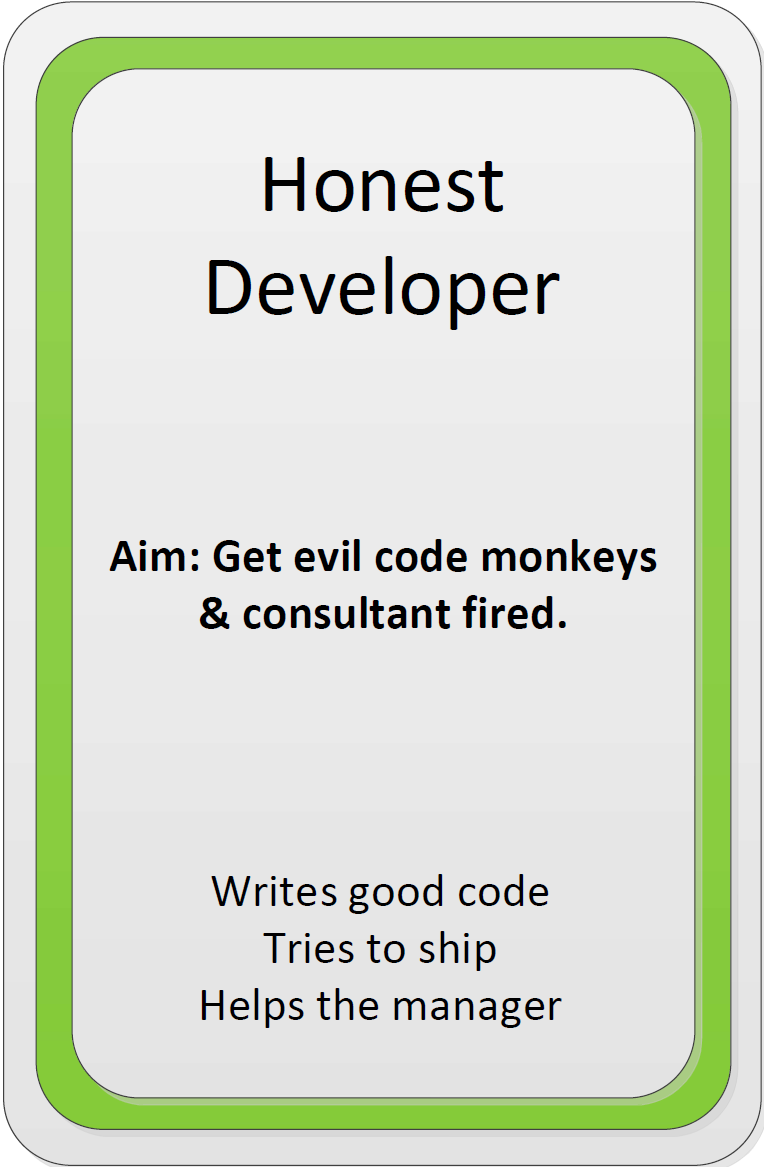 Honest
Developer
Aim: Get evil code monkeys
& consultant fired.
Writes good code
Tries to ship
Helps the manager